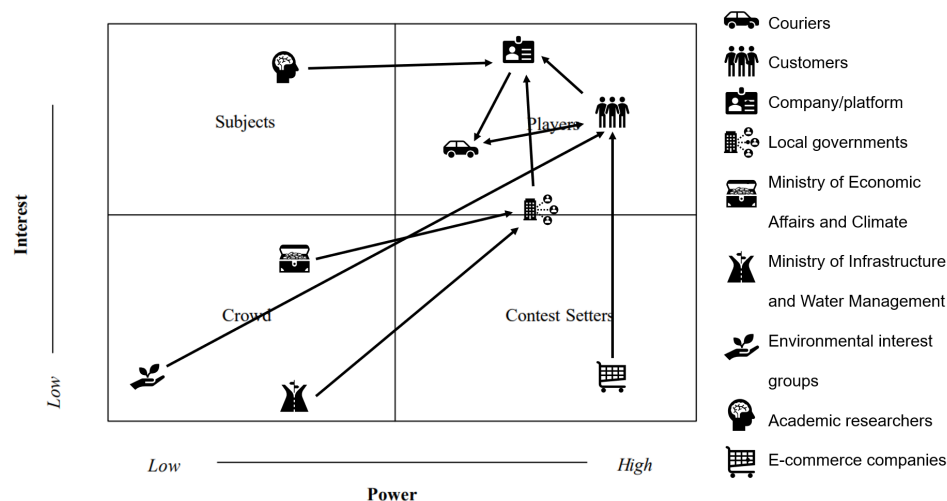 Subjects
Players
Crowd
Contest Setters
Interest
Low
Low
High
Power
Couriers
Customers
Company/platform
Local governments
Ministry of Economic
Affairs and Climate
Ministry of Infrastructure
and Water Management
Environmental interest
groups
Academic researchers
E-commerce companies